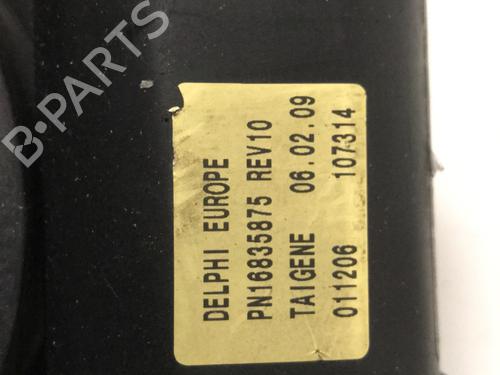 DELPHI EUROPE
PN16835875 REV10
TAIGENE 06.02.09
011206 107314
B-PARTS